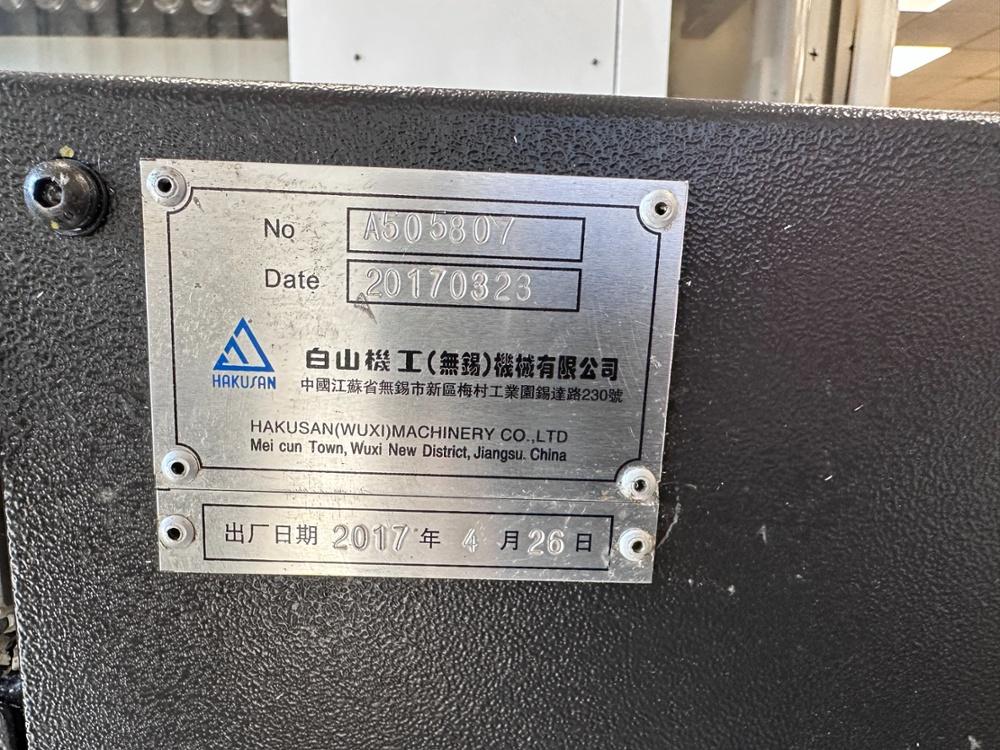 No A505807
Date 20170323
HAKUSAN
白山機工(無錫)機械有限公司
中國江蘇省無錫市新區梅村工業園錫達路230號
HAKUSAN(WUXI)MACHINERY CO.,LTD
Mei cun Town, Wuxi New District, Jiangsu. China
出厂日期 2017 年 4 月 26 日